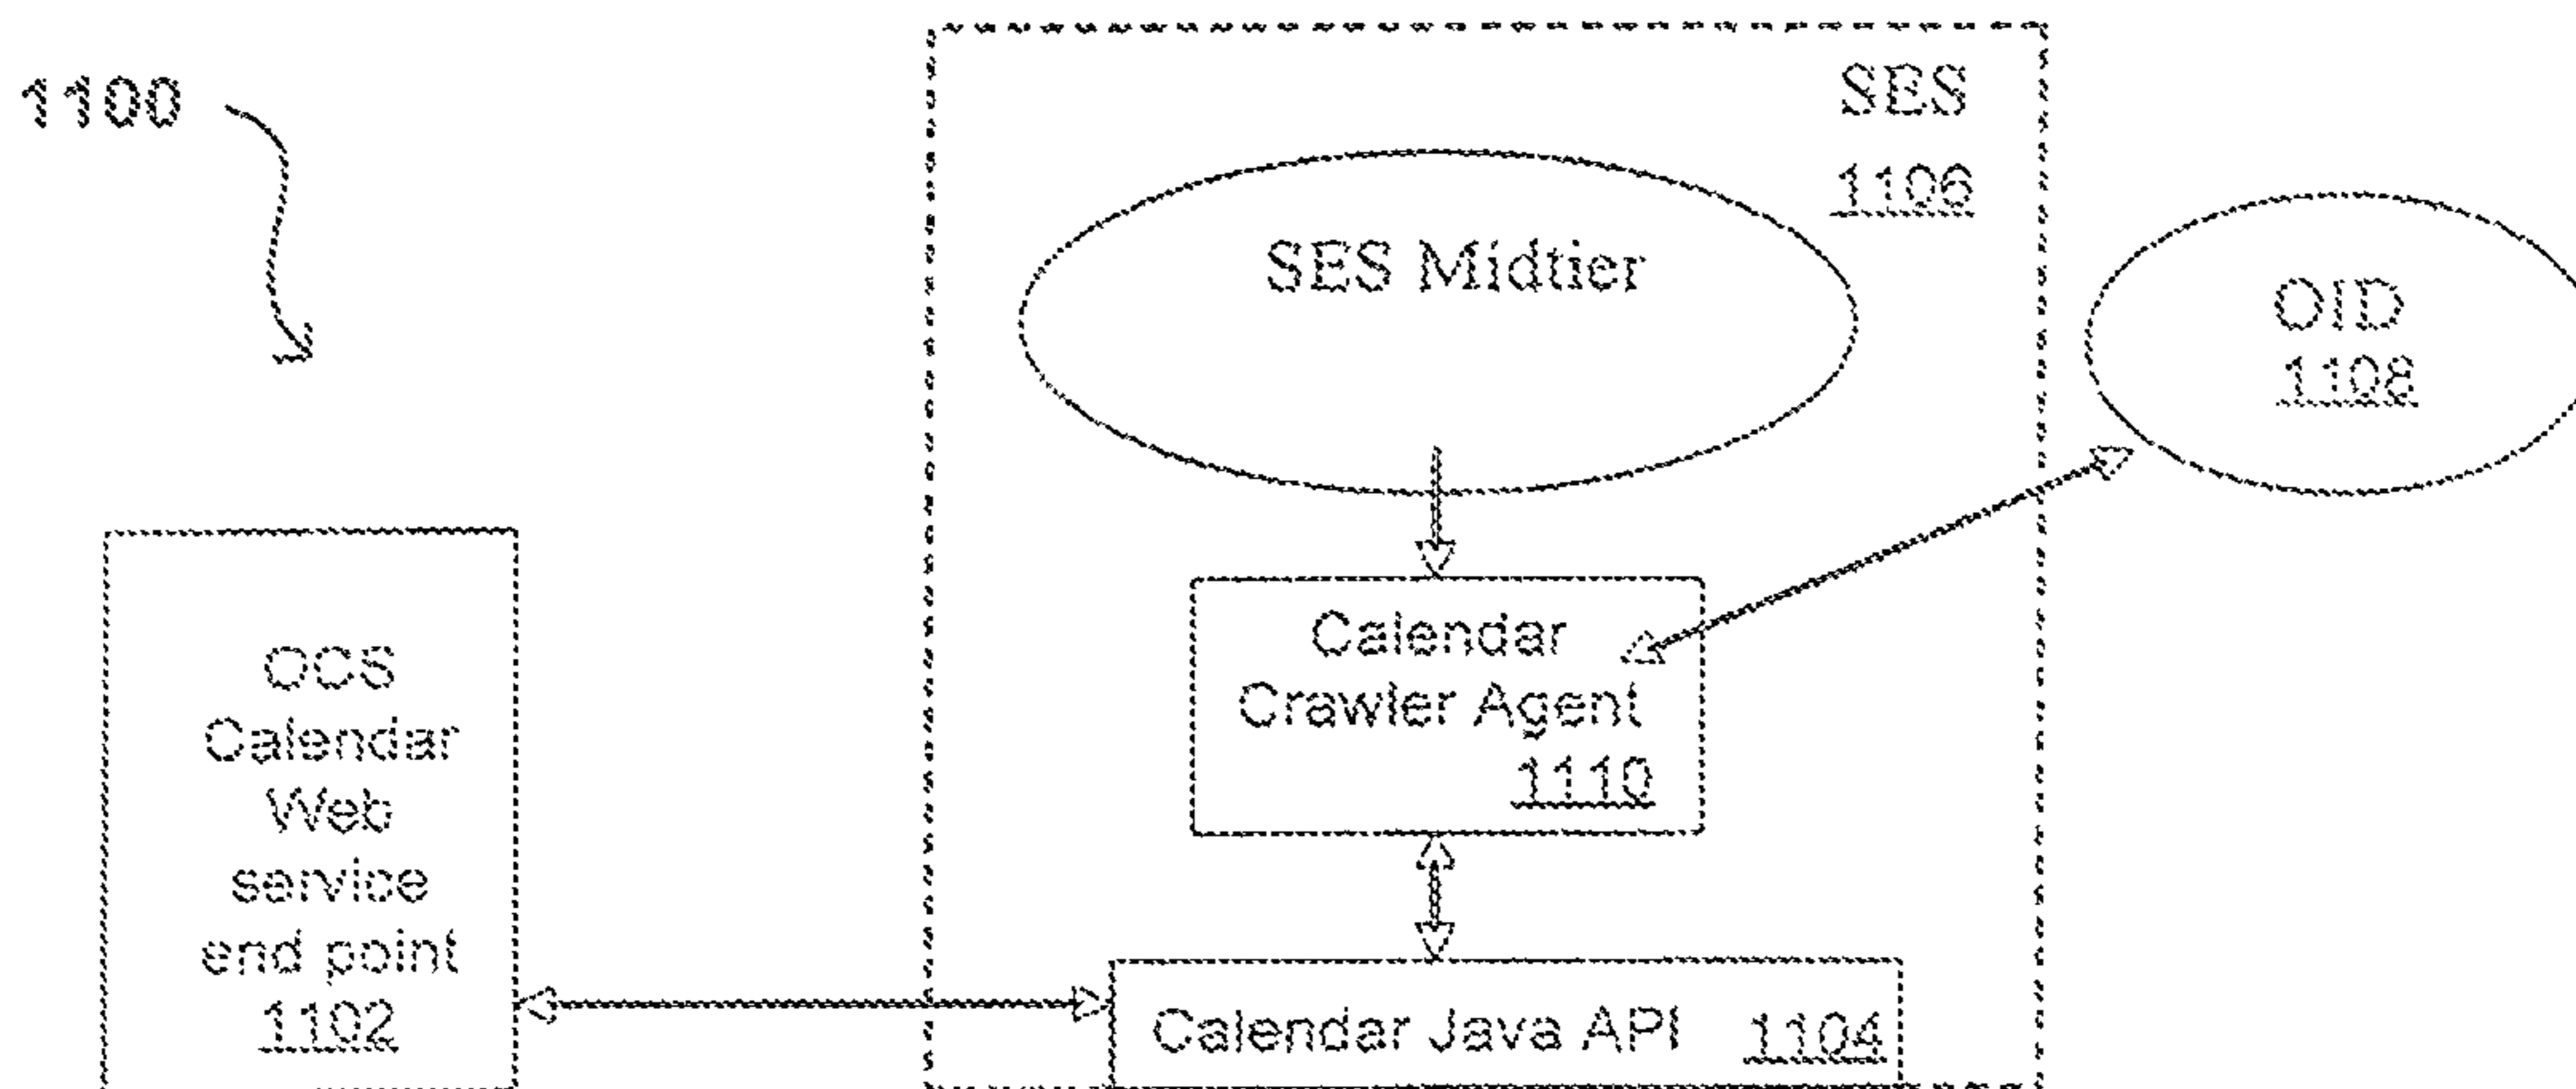 1100
SES
1106
SES Midtier
OID
1108
Calendar
Crawler Agent
1110
OCS
Calendar
Web
service
end point
1102
Calendar Java API 1104